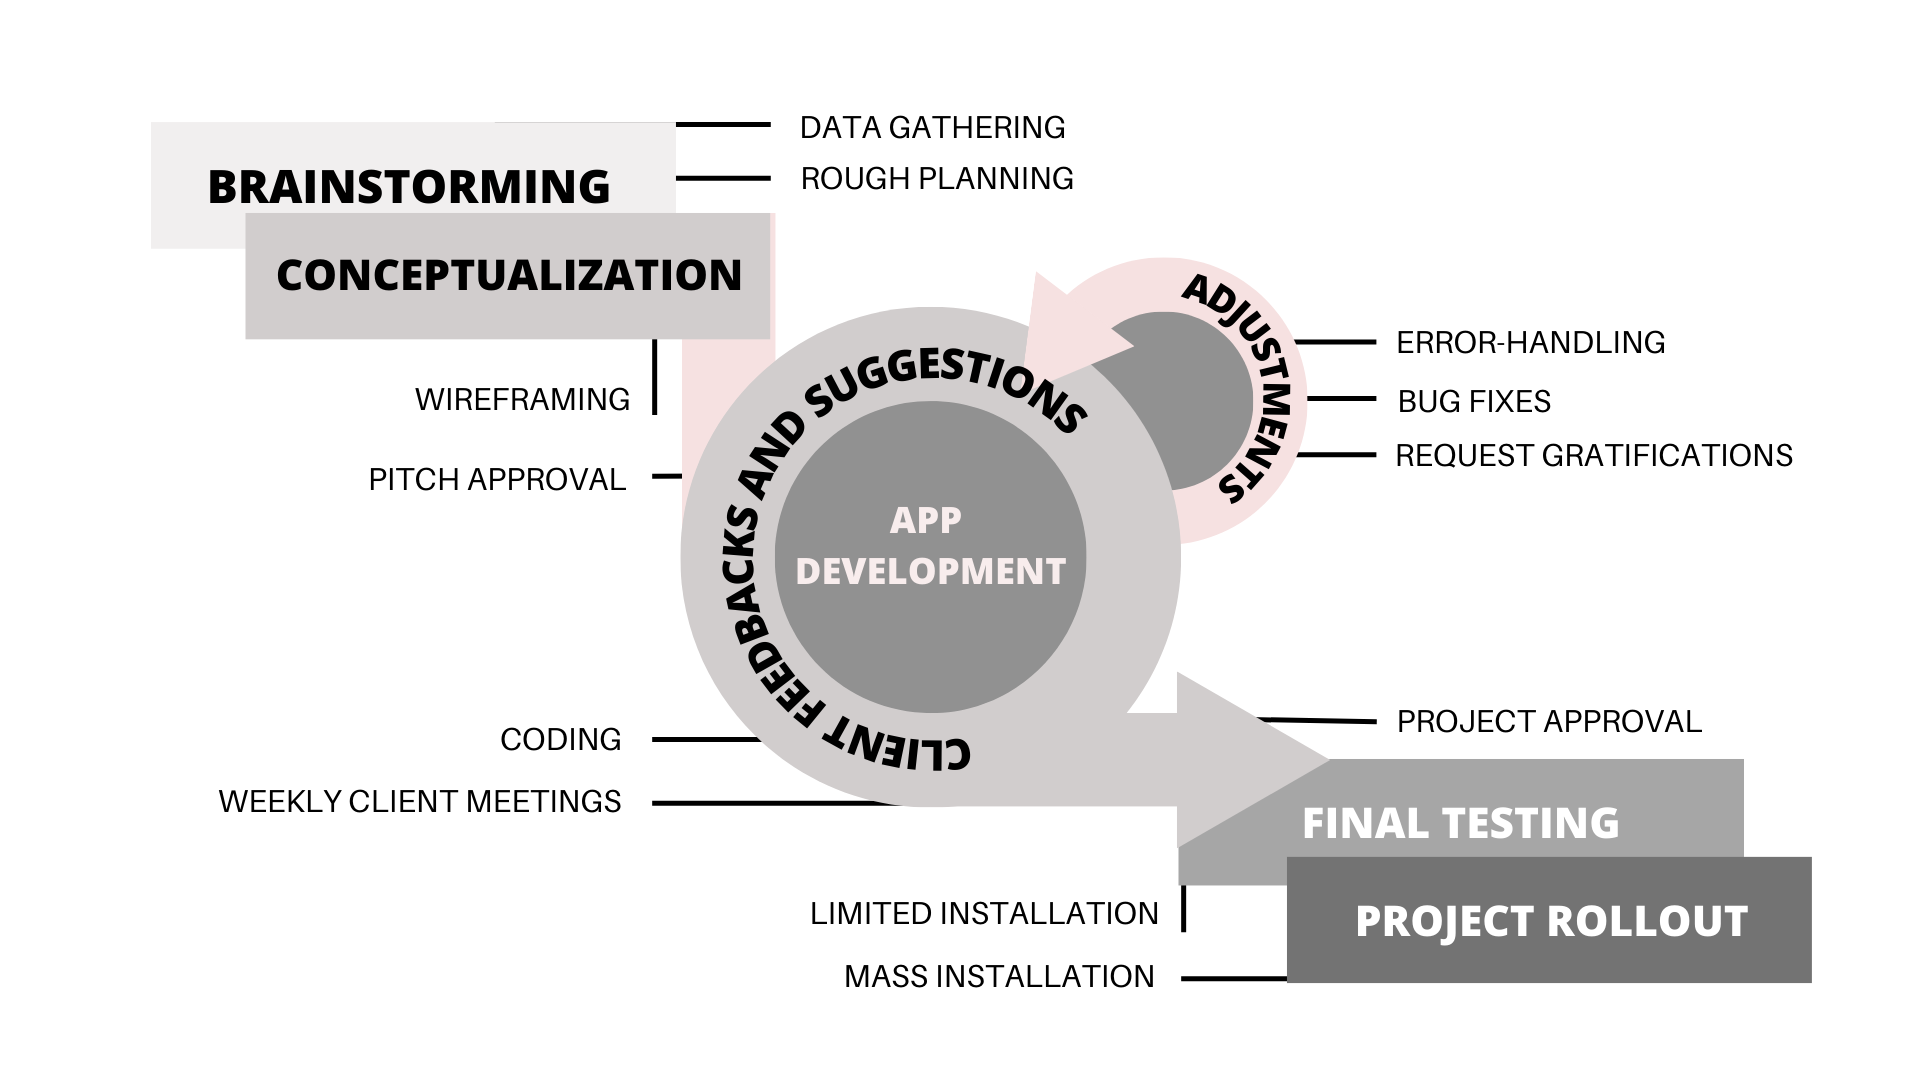 BRAINSTORMING
DATA GATHERING
ROUGH PLANNING
CONCEPTUALIZATION
WIREFRAMING
PITCH APPROVAL
CLIENT FEEDBACKS AND SUGGESTIONS
APP
DEVELOPMENT
ADJUSTMENTS
ERROR-HANDLING
BUG FIXES
REQUEST GRATIFICATIONS
CODING
WEEKLY CLIENT MEETINGS
PROJECT APPROVAL
FINAL TESTING
LIMITED INSTALLATION
PROJECT ROLLOUT
MASS INSTALLATION